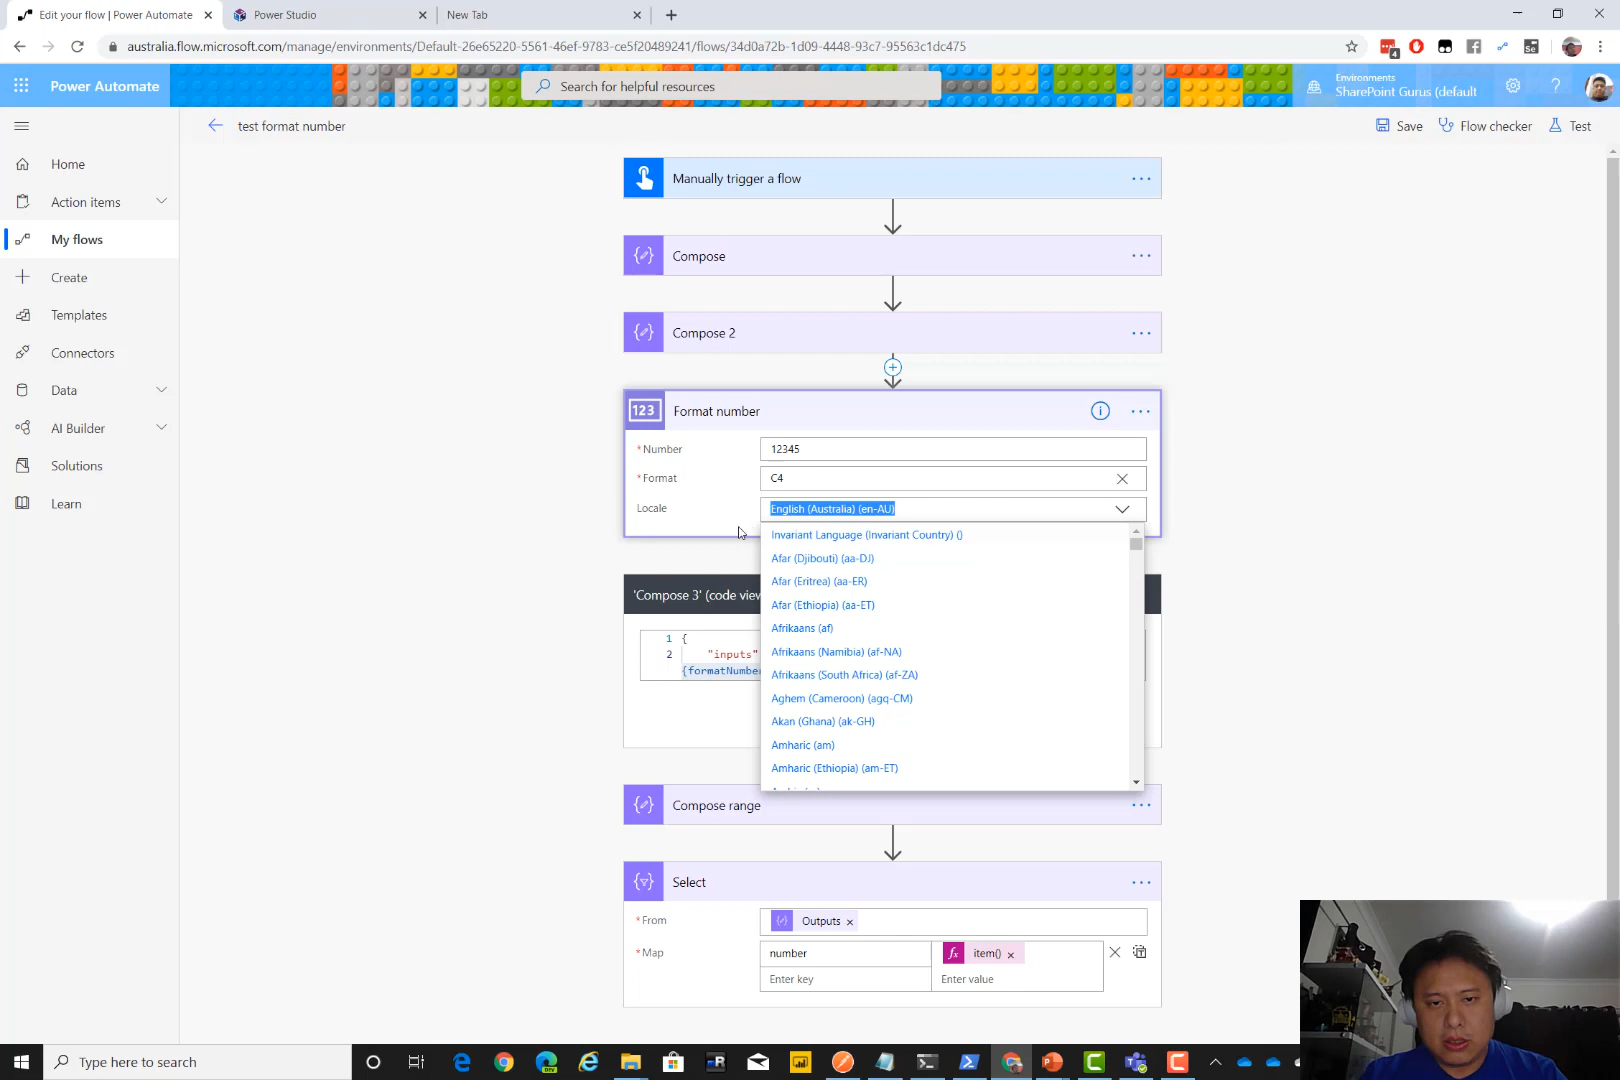 Edit your flow | Power Automate
Power Studio
New Tab
australia.flow.microsoft.com/manage/environments/Default-26e65220-5561-46ef-9783-ce5f20489241/flows/34d0a72b-1d09-4448-93c7-95563c1dc475
4
Power Automate
Search for helpful resources
Environments
SharePoint Gurus (default
test format number
Save
Flow checker
Test
Home
Action items
My flows
Create
Templates
Connectors
Data
AI Builder
Solutions
Learn
Manually trigger a flow
Compose
Compose 2
123
Format number
* Number
12345
* Format
C4
Locale
English (Australia) (en-AU)
Invariant Language (Invariant Country) ()
Afar (Djibouti) (aa-DJ)
Afar (Eritrea) (aa-ER)
Afar (Ethiopia) (aa-ET)
Afrikaans (af)
Afrikaans (Namibia) (af-NA)
Afrikaans (South Africa) (af-ZA)
Aghem (Cameroon) (agq-CM)
Akan (Ghana) (ak-GH)
Amharic (am)
Amharic (Ethiopia) (am-ET)
'Compose 3' (code view
1 {
2 "inputs"
{formatNumber
Compose range
Select
* From
Outputs
* Map
number
fx item()
Enter key
Enter value
Type here to search